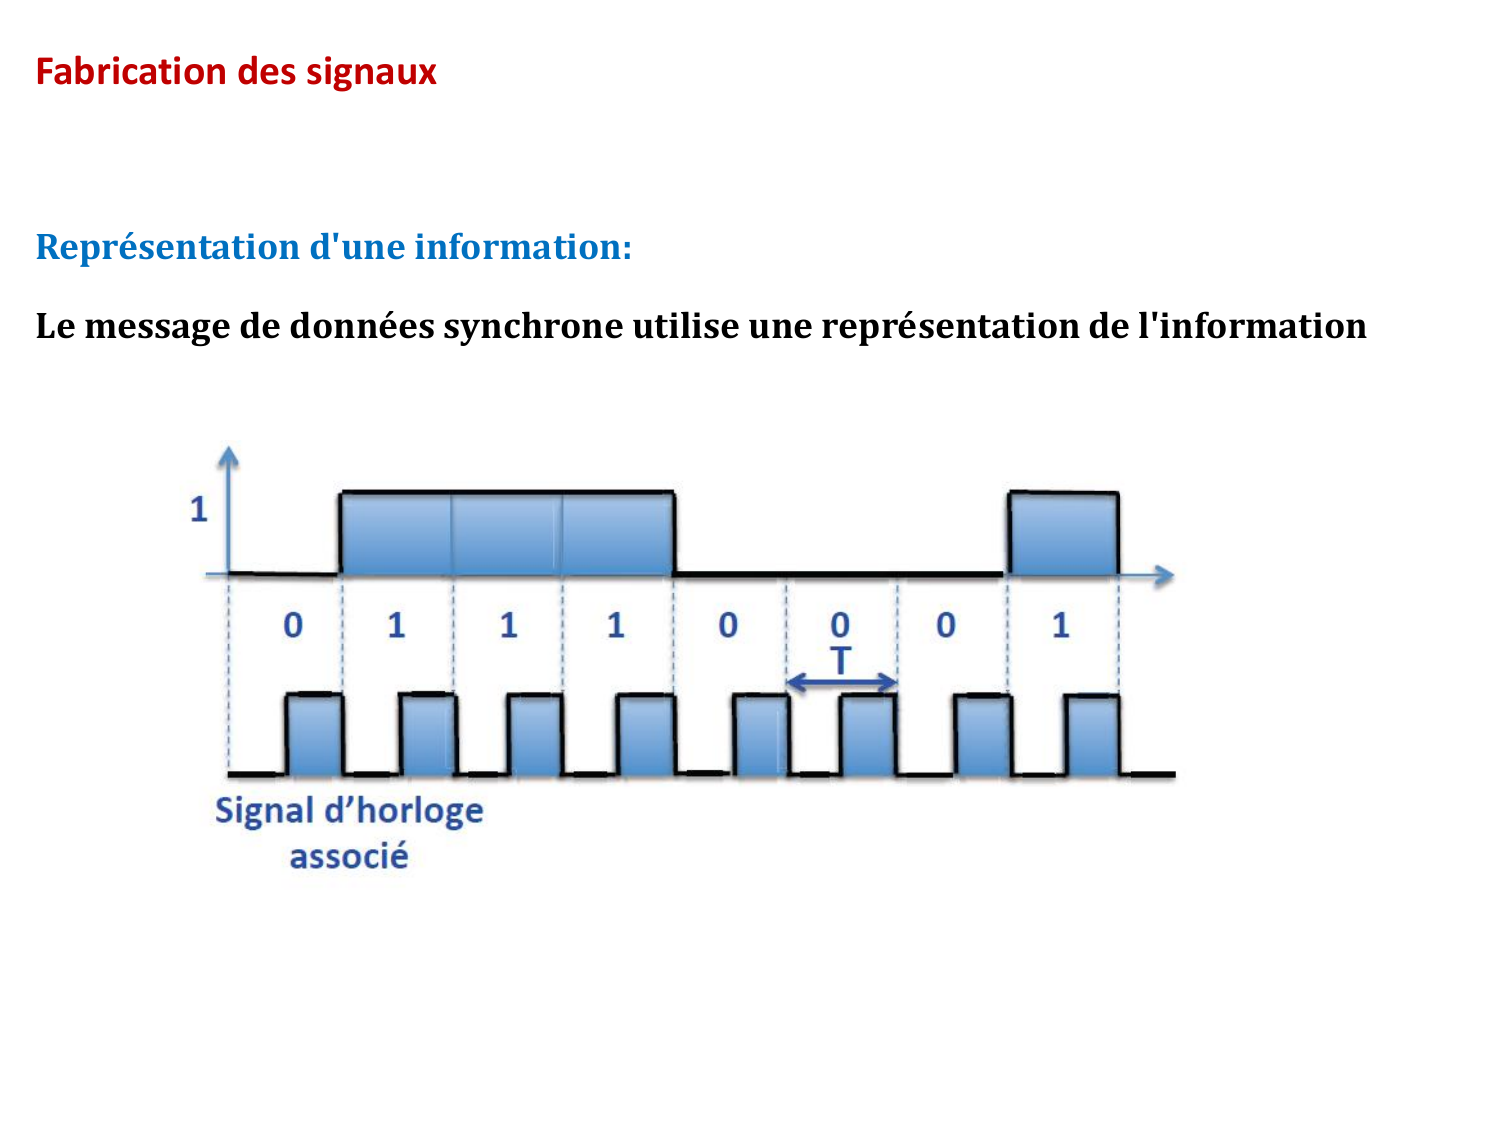 Fabrication des signaux
Représentation d'une information:
Le message de données synchrone utilise une représentation de l'information
1
0 1 1 1 0 0 0 1
T
Signal d’horloge
associé